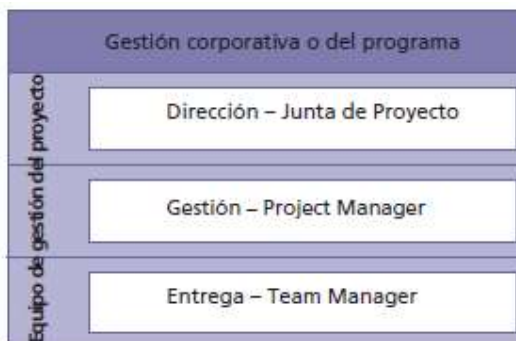 Gestión corporativa o del programa
Equipo de gestión del proyecto
Dirección – Junta de Proyecto
Gestión – Project Manager
Entrega – Team Manager